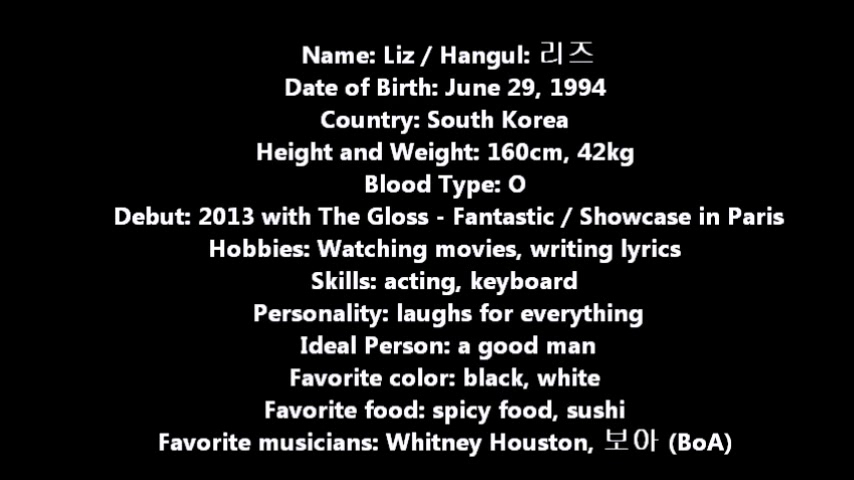 Name: Liz / Hangul: 리즈
Date of Birth: June 29, 1994
Country: South Korea
Height and Weight: 160cm, 42kg
Blood Type: O
Debut: 2013 with The Gloss - Fantastic / Showcase in Paris
Hobbies: Watching movies, writing lyrics
Skills: acting, keyboard
Personality: laughs for everything
Ideal Person: a good man
Favorite color: black, white
Favorite food: spicy food, sushi
Favorite musicians: Whitney Houston, 보아 (BoA)